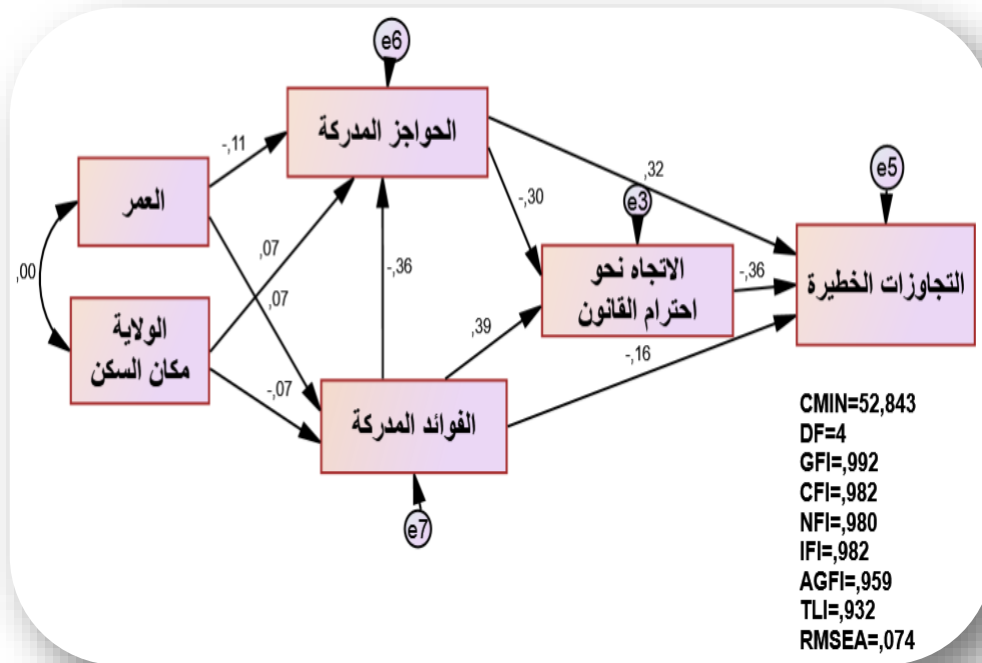 e6
الحواجز المدركة
-,11
العمر
,32
e5
-,30
e3
,00
,07
-,36
الاتجاه نحو
احترام القانون
-,36
التجاوزات الخطيرة
,07
الولاية
مكان السكن
,39
-,16
-,07
الفوائد المدركة
e7
CMIN=52,843
DF=4
GFI=,992
CFI=,982
NFI=,980
IFI=,982
AGFI=,959
TLI=,932
RMSEA=,074